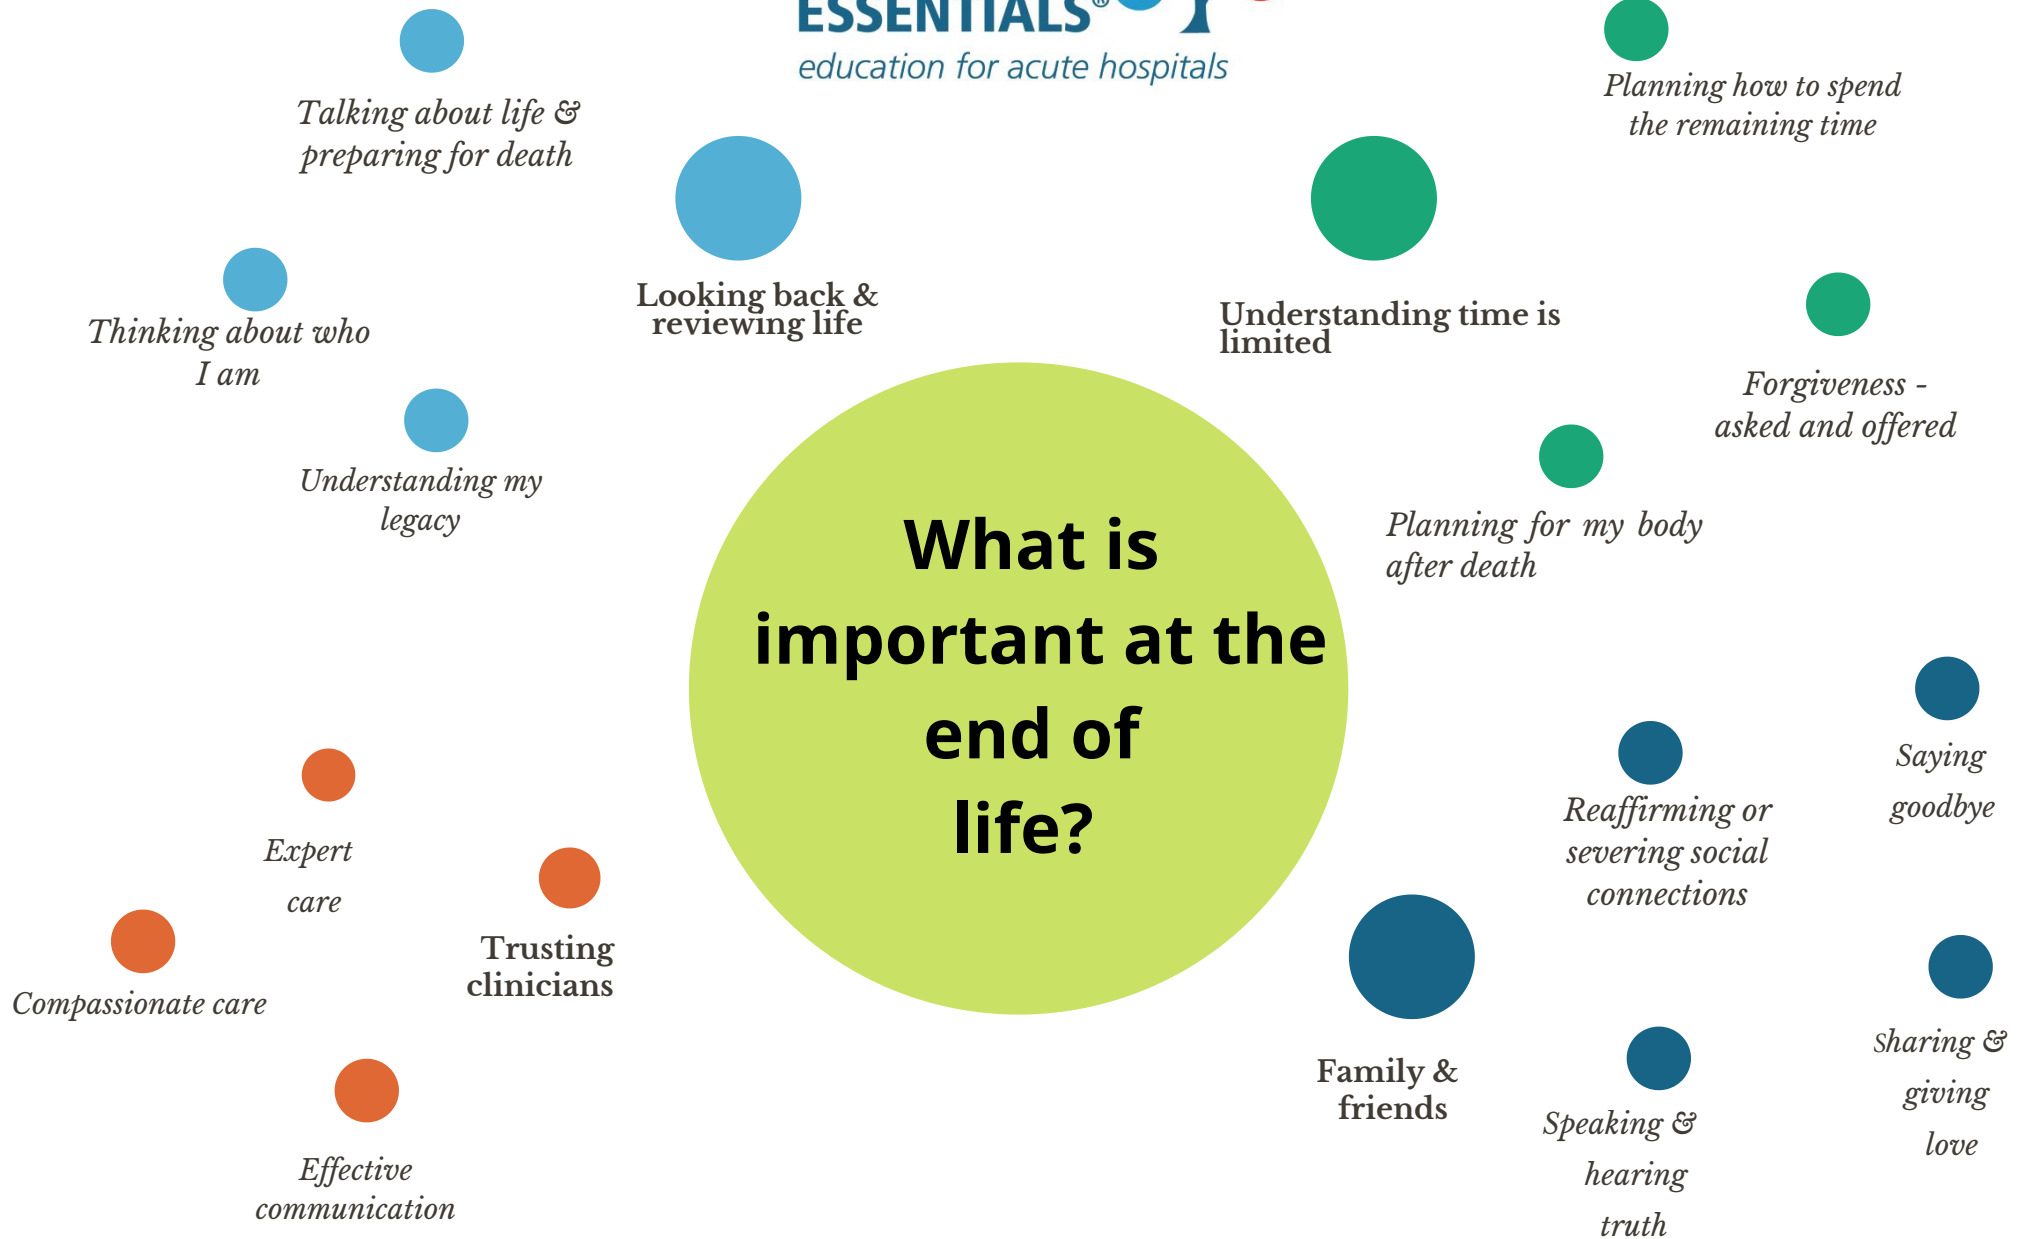 ESSENTIALS®
education for acute hospitals
Talking about life &
preparing for death
Thinking about who
I am
Understanding my
legacy
Looking back &
reviewing life
Understanding time is
limited
Planning how to spend
the remaining time
Forgiveness -
asked and offered
Planning for my body
after death
What is
important at the
end of
life?
Expert
care
Compassionate care
Trusting
clinicians
Effective
communication
Family &
friends
Reaffirming or
severing social
connections
Saying
goodbye
Speaking &
hearing
truth
Sharing &
giving
love